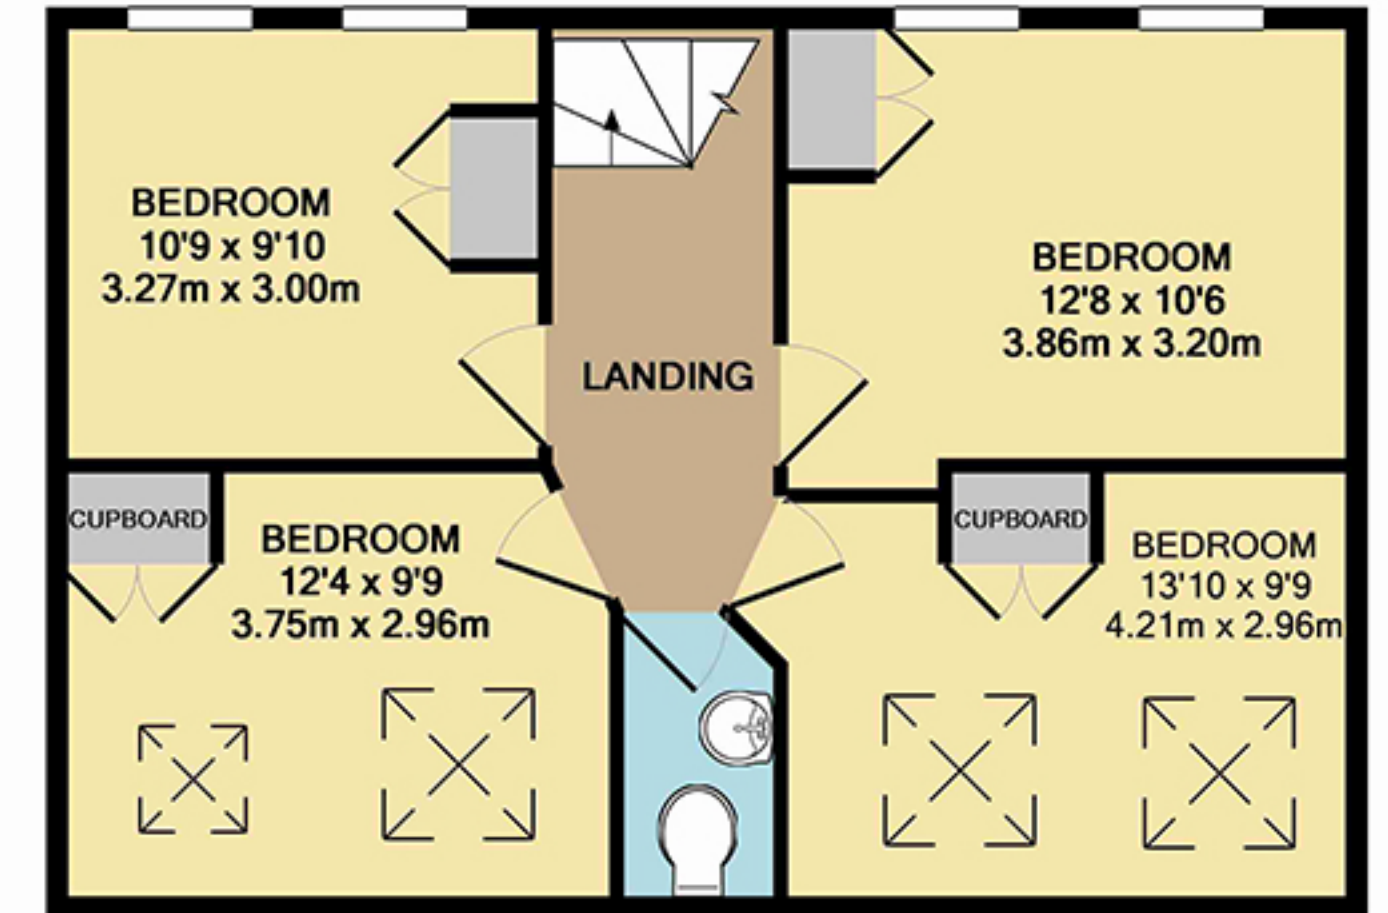 BEDROOM
10'9 x 9'10
3.27m x 3.00m
BEDROOM
12'8 x 10'6
3.86m x 3.20m
LANDING
CUPBOARD
BEDROOM
12'4 x 9'9
3.75m x 2.96m
CUPBOARD
BEDROOM
13'10 x 9'9
4.21m x 2.96m